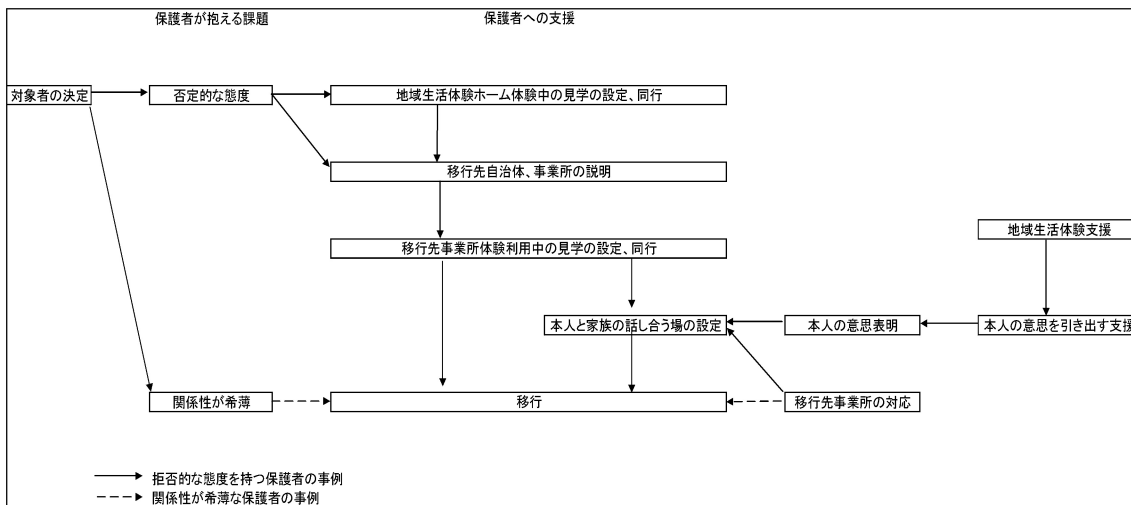 保護者が抱える課題
保護者への支援
対象者の決定
否定的な態度
地域生活体験ホーム体験中の見学の設定、同行
移行先自治体、事業所の説明
移行先事業所体験利用中の見学の設定、同行
地域生活体験支援
本人と家族の話し合う場の設定
本人の意思表明
本人の意思を引き出す支援
関係性が希薄
移行
移行先事業所の対応
拒否的な態度を持つ保護者の事例
関係性が希薄な保護者の事例